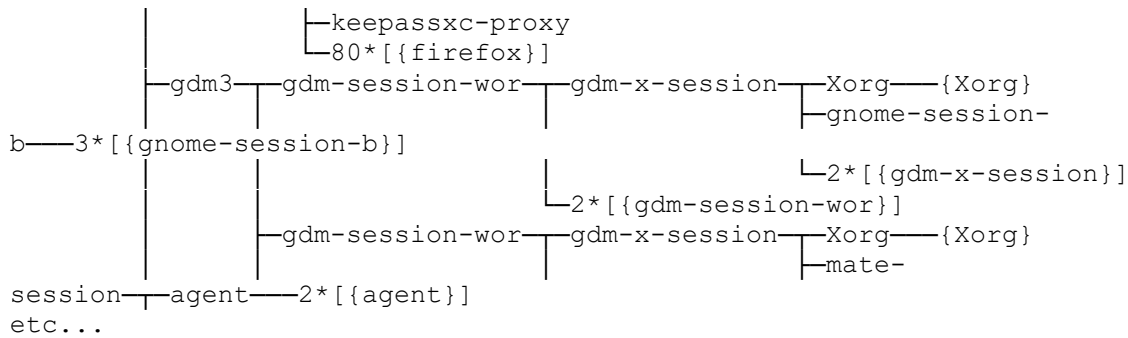 │          ├─keepassxc-proxy
│          └─80*[{firefox}]
├─gdm3─┬─gdm-session-wor─┬─gdm-x-session─┬─Xorg───{Xorg}
│      │                 │               ├─gnome-session-
b───3*[{gnome-session-b}]
│      │                 │               └─2*[{gdm-x-session}]
│      │                 └─2*[{gdm-session-wor}]
│      ├─gdm-session-wor─┬─gdm-x-session─┬─Xorg───{Xorg}
│      │                 │               ├─mate-
session─┬─agent───2*[{agent}]
etc...